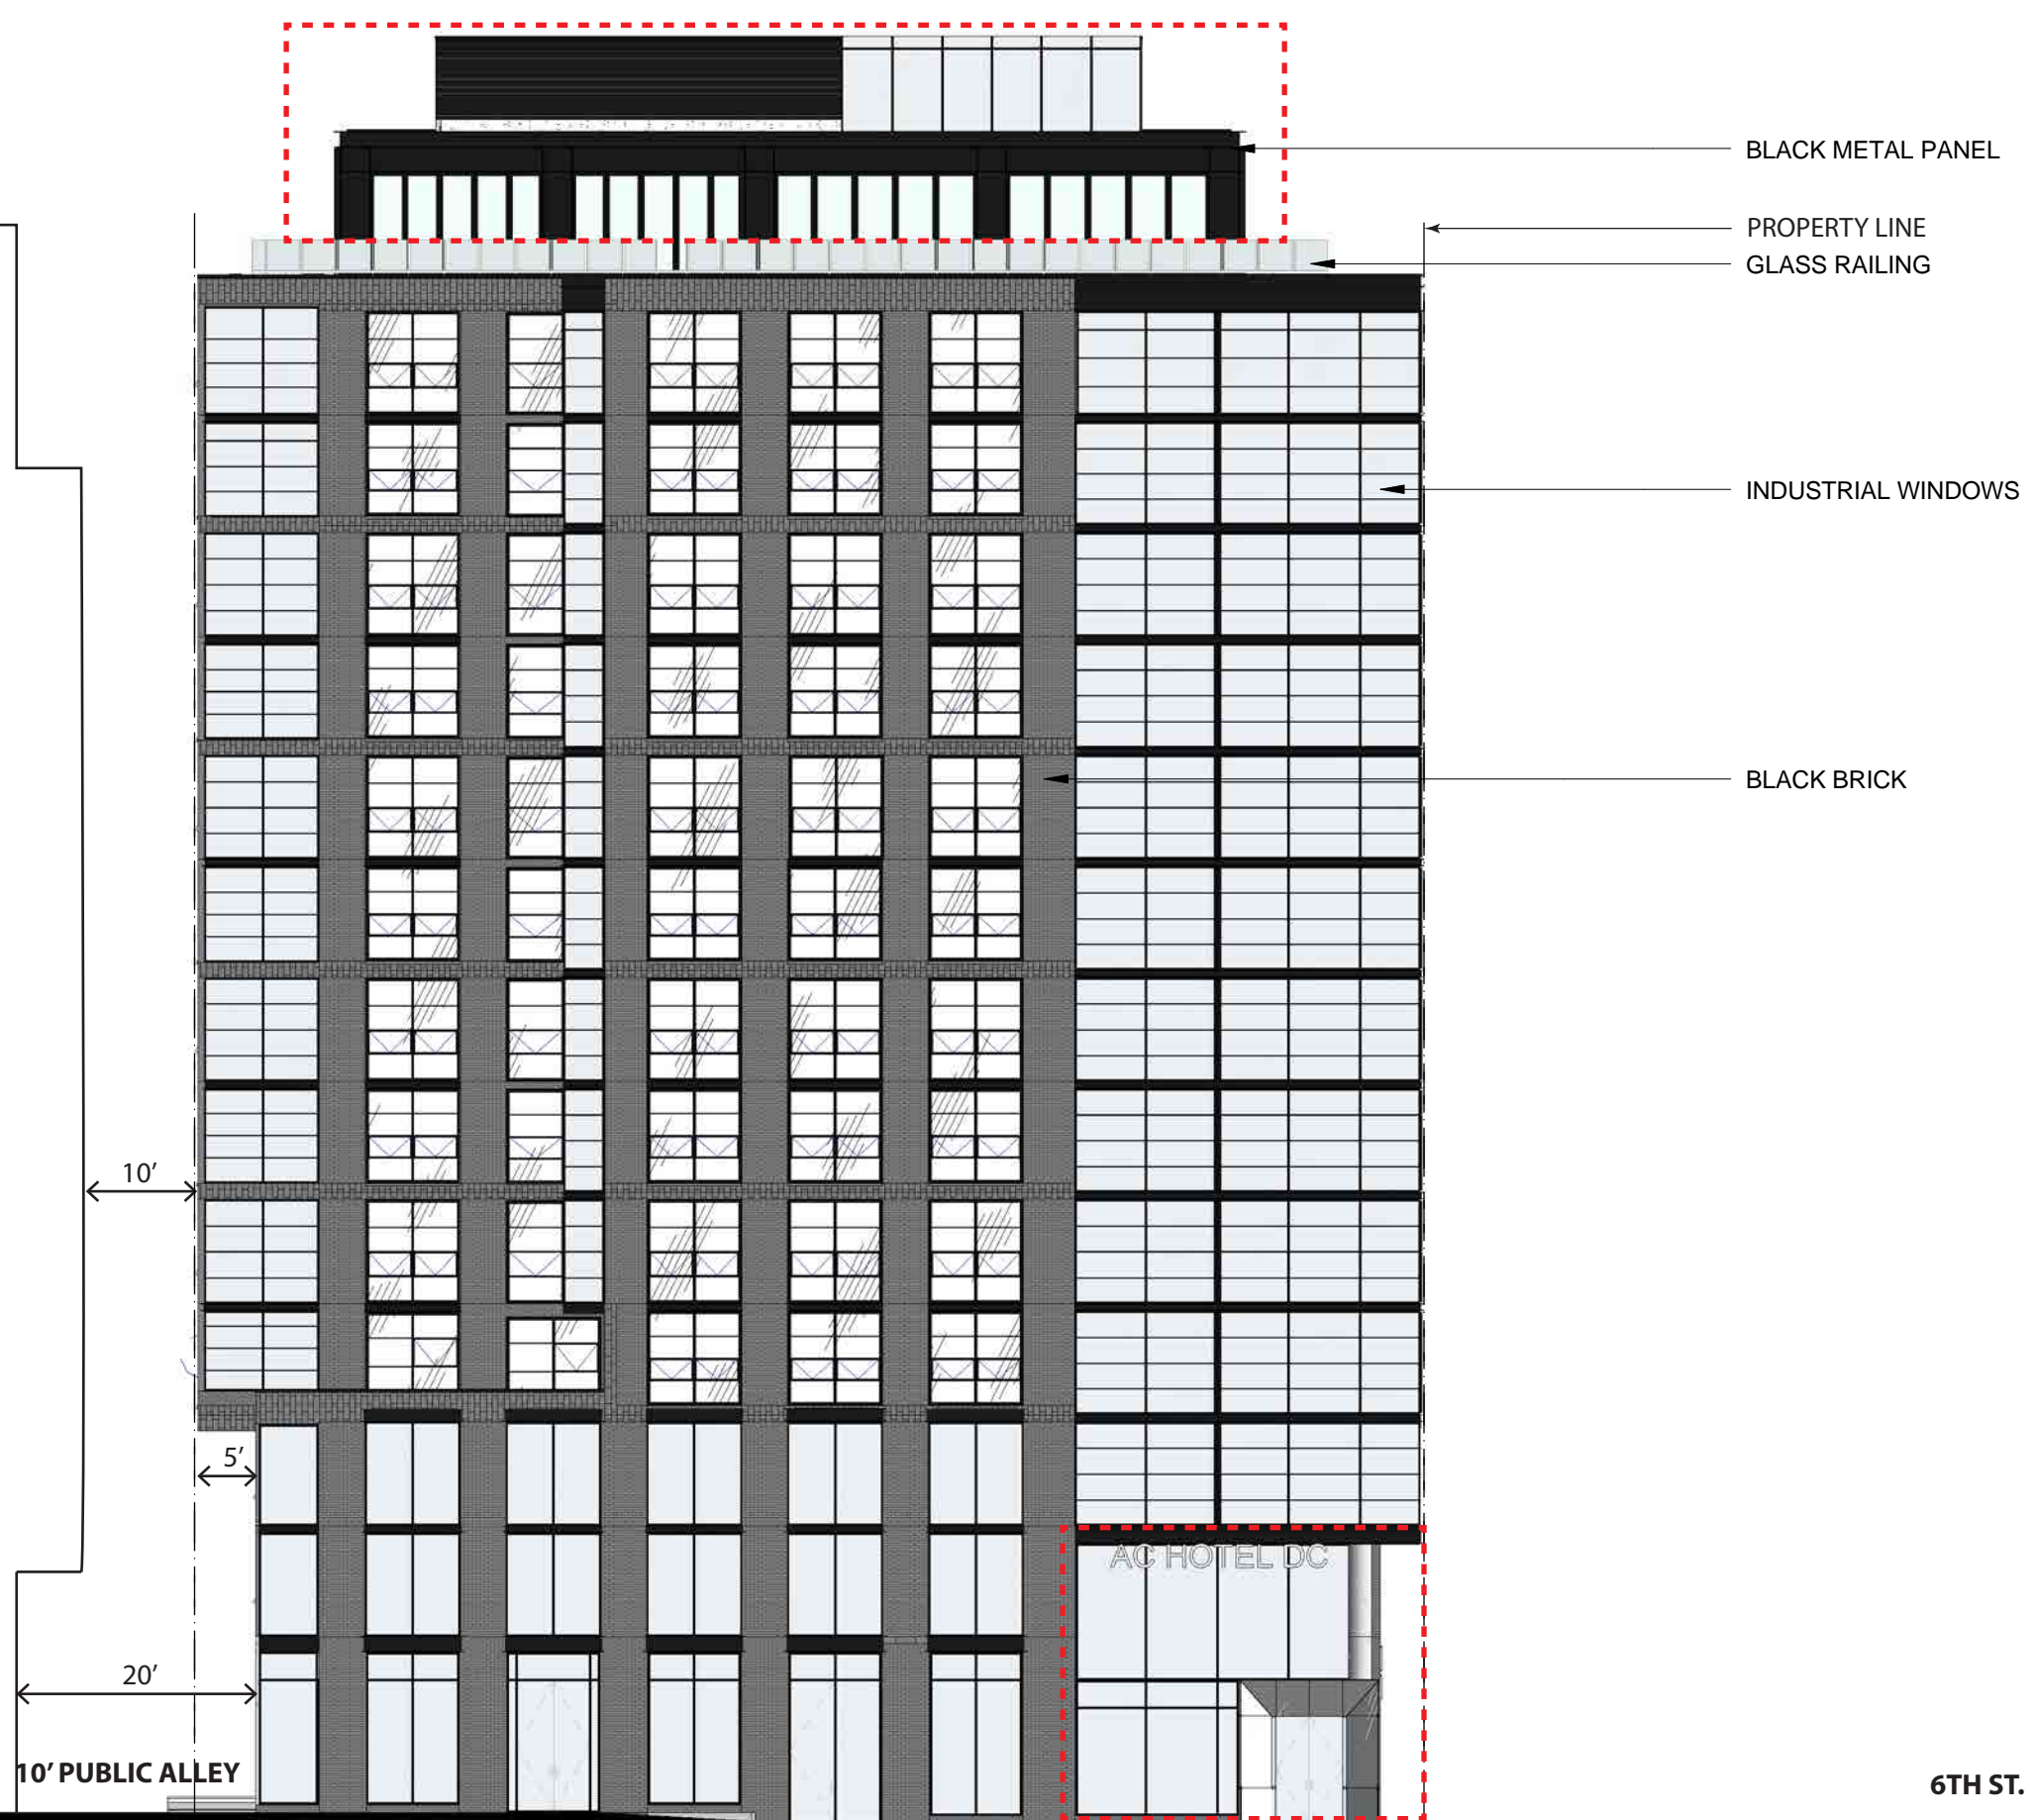 BLACK METAL PANEL
PROPERTY LINE
GLASS RAILING
INDUSTRIAL WINDOWS
BLACK BRICK
10’
5’
AC HOTEL DC
20’
10’ PUBLIC ALLEY
6TH ST.